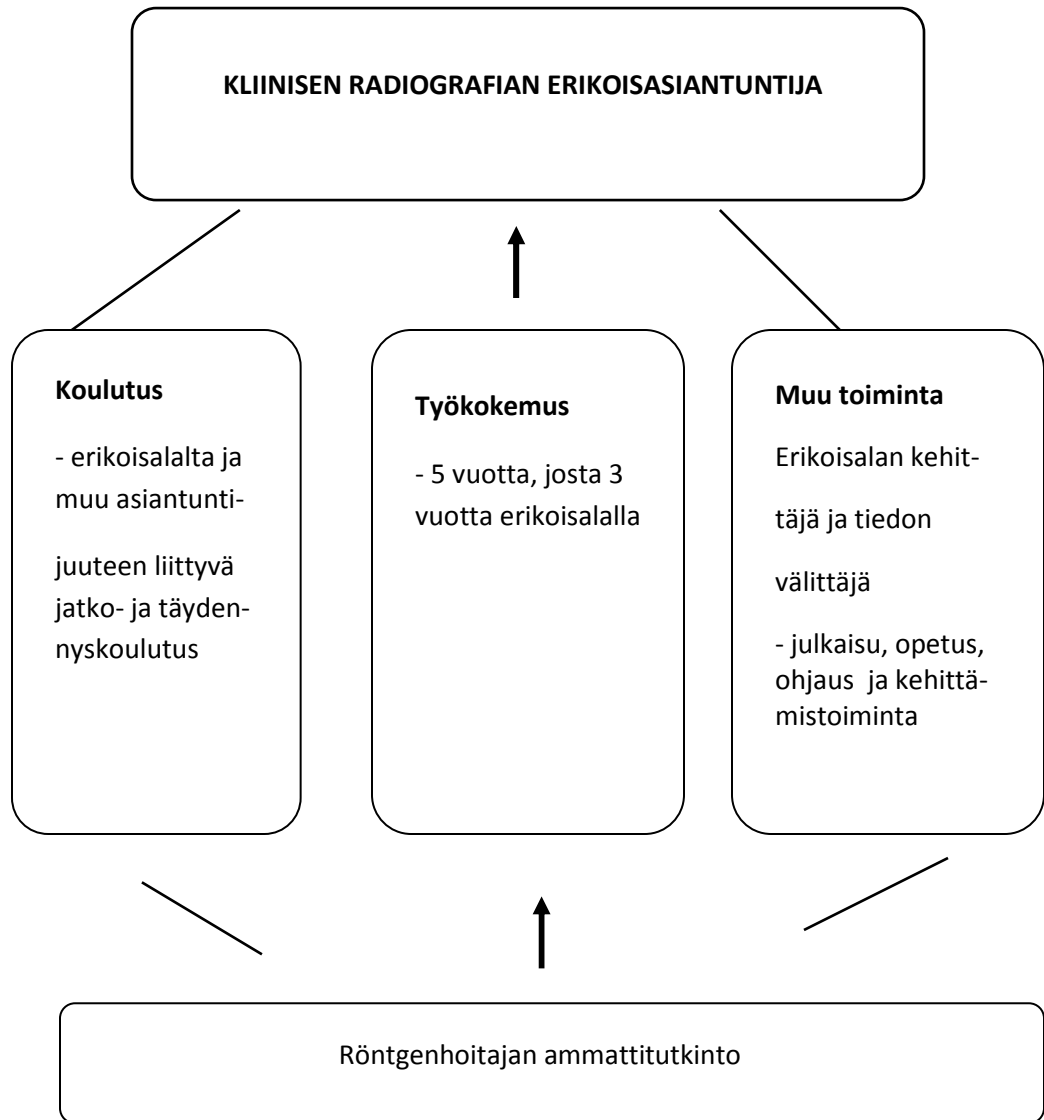 KLIINISEN RADIOGRAFIAN ERIKOISASIANTUNTIJA
Koulutus
- erikoisalalta ja
muu asiantunti-
juuteen liittyvä
jatko- ja täyden-
nyskoulutus
Työkokemus
- 5 vuotta, josta 3
vuotta erikoisalalla
Muu toiminta
Erikoisalan kehit-
täjä ja tiedon
välittäjä
- julkaisu, opetus,
ohjaus ja kehittä-
mistoiminta
Röntgenhoitajan ammattitutkinto